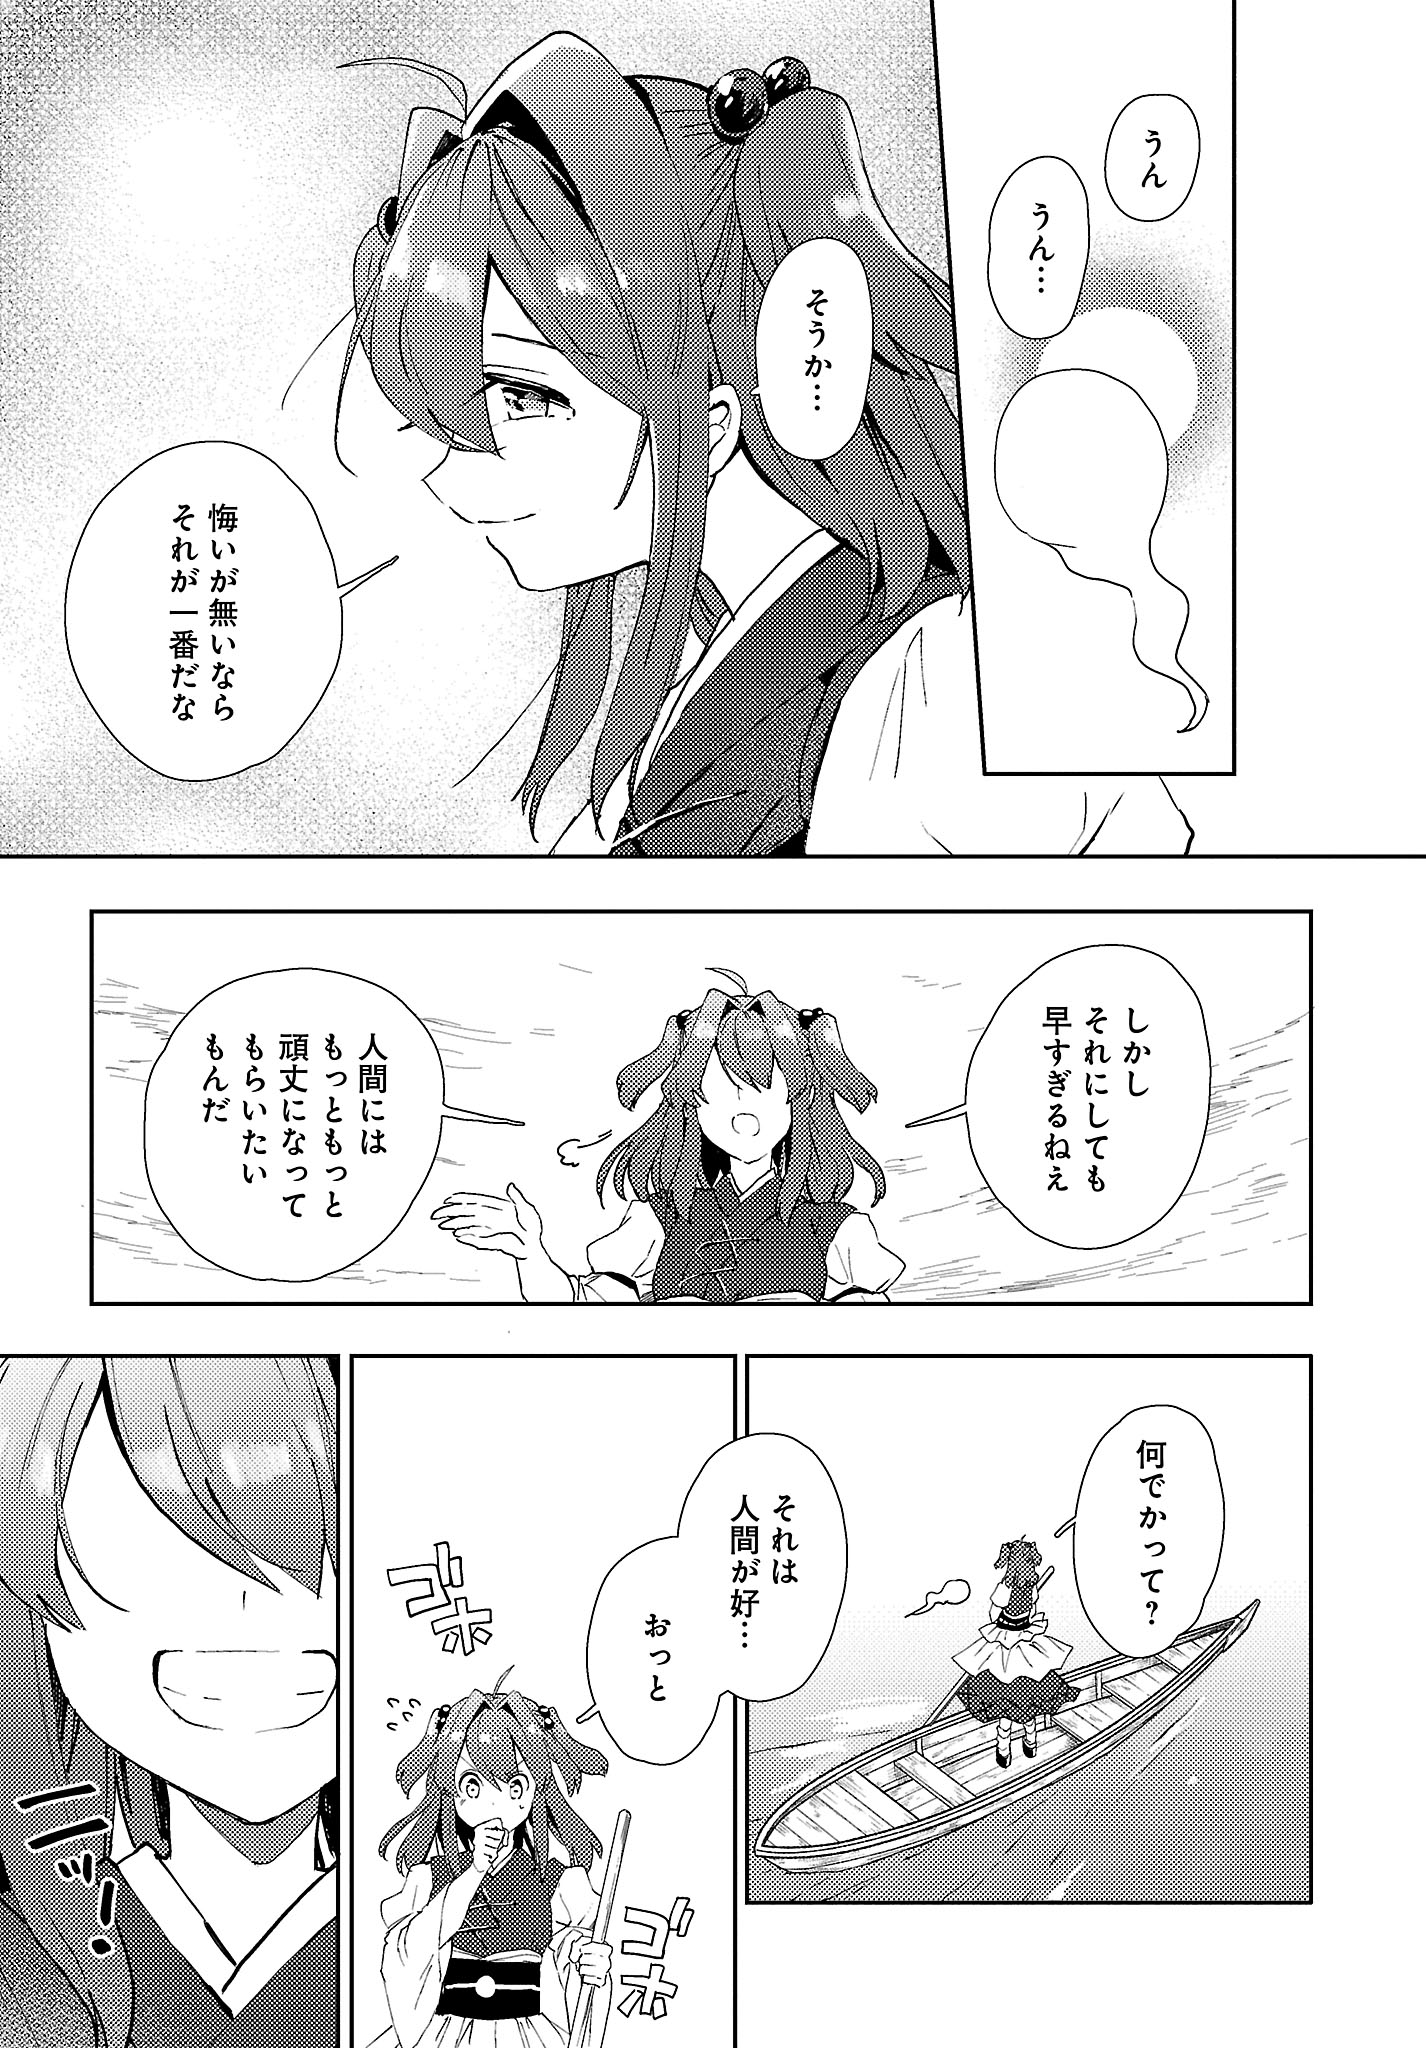 うん
うん…
そうか…
悔いが無いなら
それが一番だな
しかし
それにしても
早すぎるねえ
人間には
もっともっと
頑丈になって
もらいたい
もんだ
何でかって?
それは
人間が好…
おっと
ゴホ
ゴホ
ニッ!